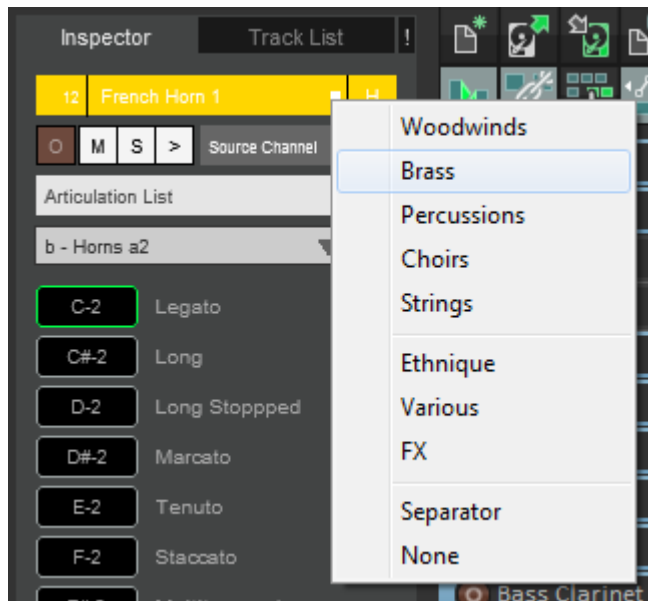 Inspector
Track List
!
12 French Horn 1 H
O M S > Source Channel
Articulation List
b - Horns a2
C-2 Legato
C#-2 Long
D-2 Long Stoppped
D#-2 Marcato
E-2 Tenuto
F-2 Staccato
Woodwinds
Brass
Percussions
Choirs
Strings
Ethnique
Various
FX
Separator
None
Bass Clarinet